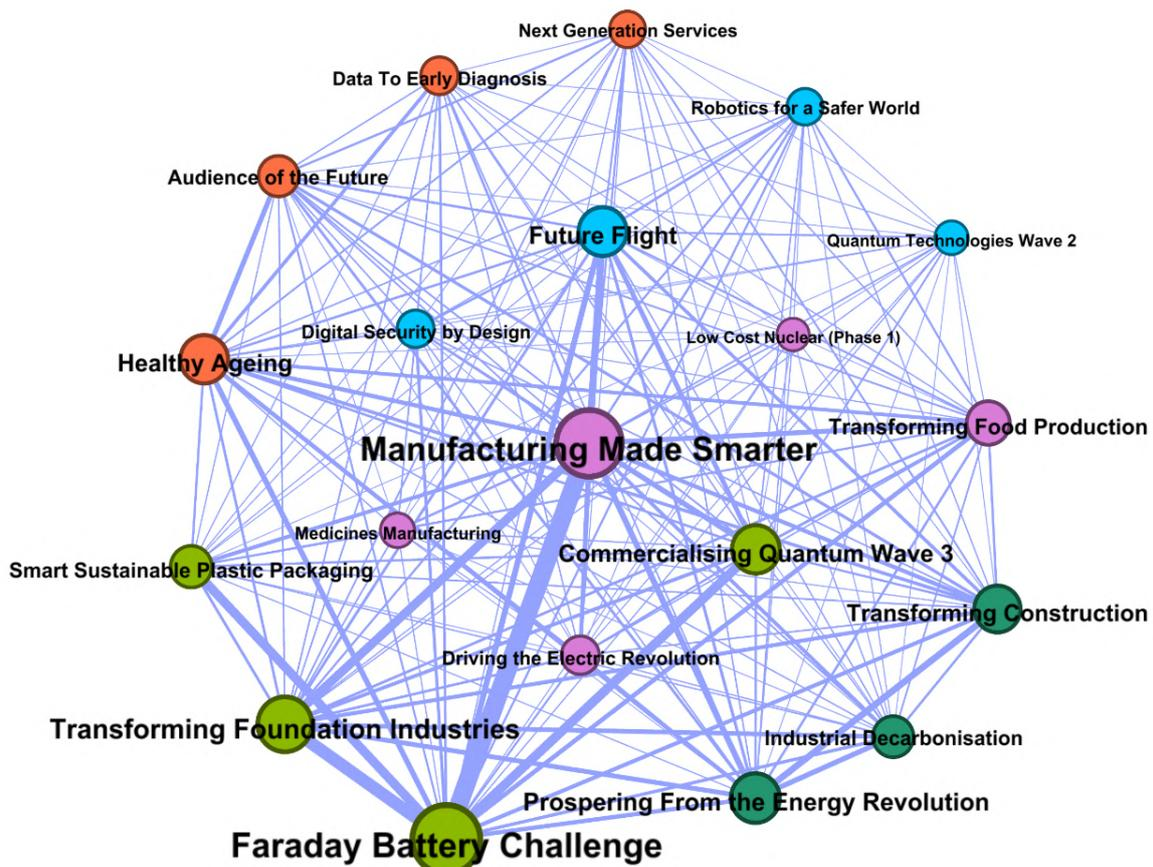 Next Generation Services
Data To Early Diagnosis
Robotics for a Safer World
Audience of the Future
Future Flight
Quantum Technologies Wave 2
Digital Security by Design
Low Cost Nuclear (Phase 1)
Healthy Ageing
Transforming Food Production
Manufacturing Made Smarter
Medicines Manufacturing
Commercialising Quantum Wave 3
Smart Sustainable Plastic Packaging
Transforming Construction
Driving the Electric Revolution
Transforming Foundation Industries
Industrial Decarbonisation
Prospering From the Energy Revolution
Faraday Battery Challenge